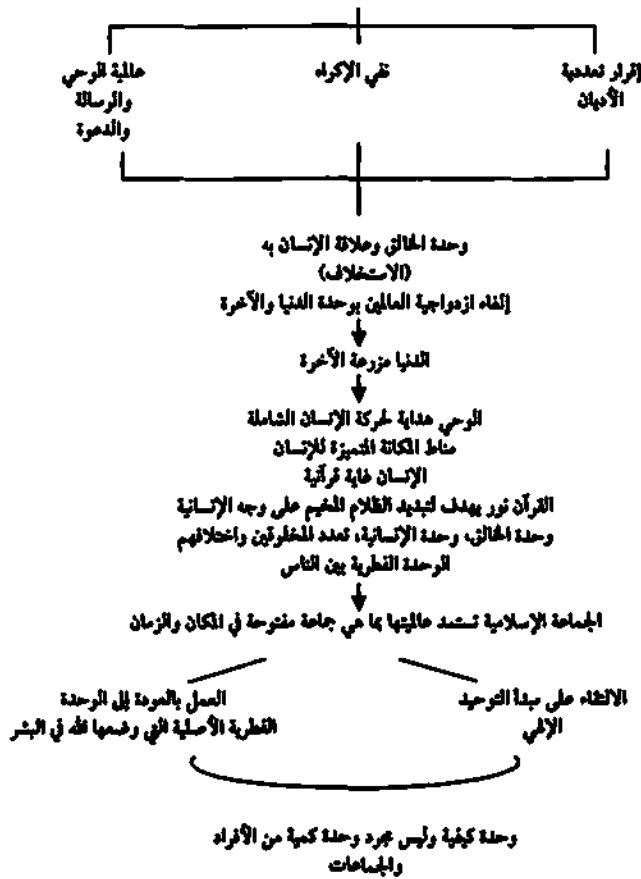 إقرار تعددية
الأديان
نفي الإكراه
عالمية الوحي
والرسالة
والدعوة
وحدة الخالق وعلاقة الإنسان به
(الاستخلاف)
إلغاء ازدواجية العالمين بوحدة الدنيا والآخرة
الدنيا مزرعة الآخرة
الوحي هداية لحركة الإنسان الشاملة
مناط المكانة المتميزة للإنسان
الإنسان غاية قرآنية
القرآن نور يهدف لتبديد الظلام المخيم على وجه الإنسانية
وحدة الخالق، وحدة الإنسانية، تعدد المخلوقين واختلافهم
الوحدة الفطرية بين الناس
الجماعة الإسلامية تستمد عالميتها بما هي جماعة مفتوحة في المكان والزمان
الالتقاء على مبدأ التوحيد
الإلهي
العمل بالعودة إلى الوحدة
الفطرية الأصلية التي وضعها الله في البشر
وحدة كيفية وليس مجرد وحدة كمية من الأفراد
والجماعات